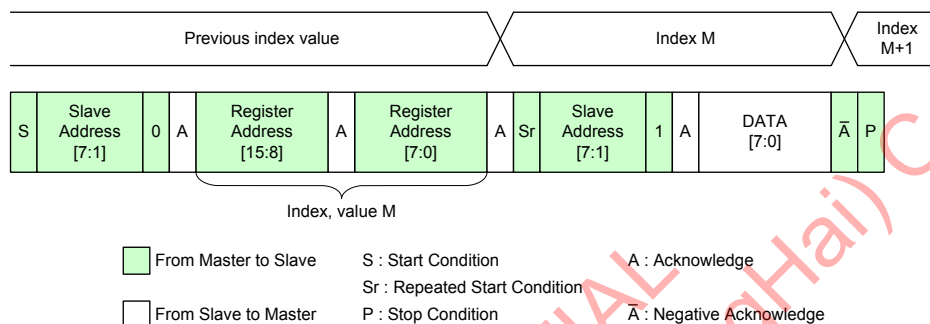 Previous index value
Index M
Index
M+1
S
Slave
Address
[7:1]
0
A
Register
Address
[15:8]
A
Register
Address
[7:0]
A
Sr
Slave
Address
[7:1]
1
A
DATA
[7:0]
A̅
P
Index, value M
From Master to Slave
S : Start Condition
A : Acknowledge
Sr : Repeated Start Condition
From Slave to Master
P : Stop Condition
A̅ : Negative Acknowledge